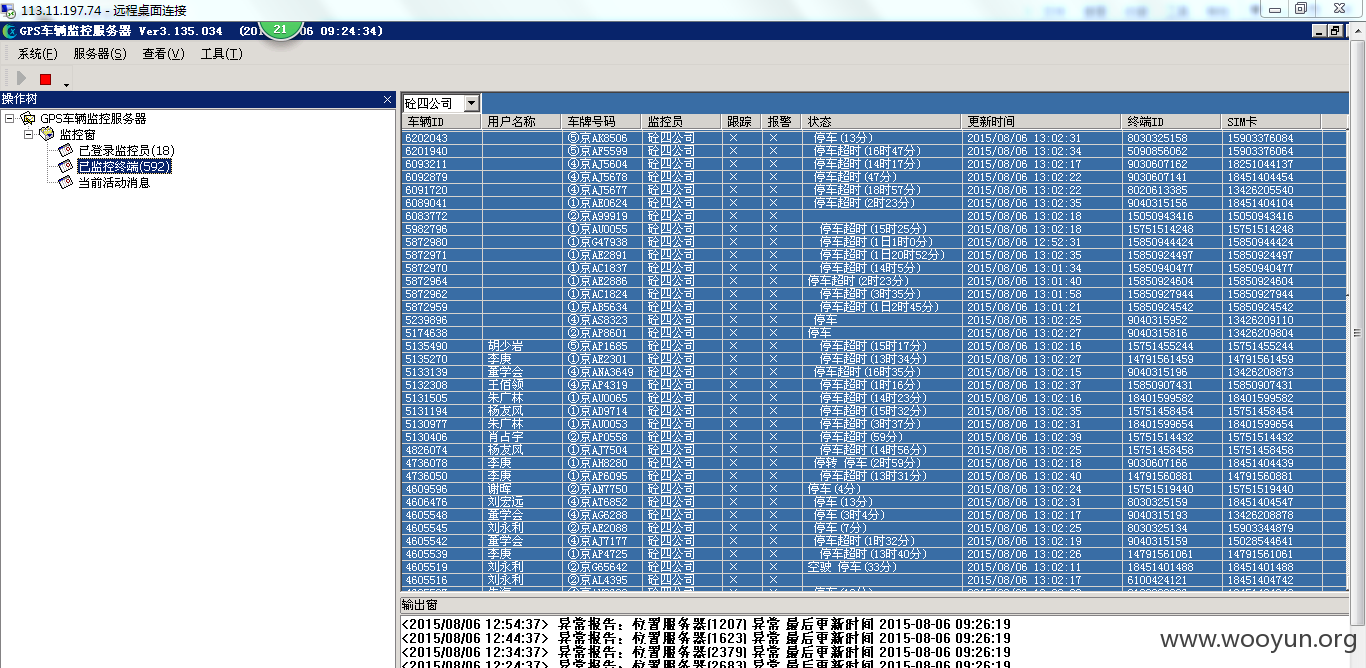 113.11.197.74 - 远程桌面连接
GPS车辆监控服务器 Ver3.135.034 (201 06 09:24:34)
21
系统(F) 服务器(S) 查看(V) 工具(T)
操作树
GPS车辆监控服务器
监控窗
已登录监控员(18)
已监控终端(592)
当前活动消息
砼四公司
车辆ID 用户名称 车牌号码 监控员 跟踪 报警 状态 更新时间 终端ID SIM卡
6202043 ⑤京AK8506 砼四公司 × × 停车(13分) 2015/08/06 13:02:31 8030325158 15903376084
6201940 ⑤京AF5599 砼四公司 × × 停车超时(16时47分) 2015/08/06 13:02:34 5090856062 15903376064
6093211 ④京AJ5604 砼四公司 × × 停车超时(14时17分) 2015/08/06 13:02:17 9030607162 18251044137
6092879 ④京AJ5678 砼四公司 × × 停车超时(47分) 2015/08/06 13:02:22 9030607141 18451404454
6091720 ④京AJ5677 砼四公司 × × 停车超时(18时57分) 2015/08/06 13:02:22 8020613385 13426205540
6089041 ①京AE0624 砼四公司 × × 停车超时(2时23分) 2015/08/06 13:02:35 9040315156 18451404104
6083772 ②京A99919 砼四公司 × × 2015/08/06 13:02:18 15050943416 15050943416
5982796 ①京AU0055 砼四公司 × × 停车超时(15时25分) 2015/08/06 13:02:18 15751514248 15751514248
5872980 ①京G47938 砼四公司 × × 停车超时(1日1时0分) 2015/08/06 12:52:31 15850944424 15850944424
5872971 ①京AE2891 砼四公司 × × 停车超时(1日20时52分) 2015/08/06 13:02:35 15850924497 15850924497
5872970 ①京AC1837 砼四公司 × × 停车超时(14时5分) 2015/08/06 13:01:34 15850940477 15850940477
5872964 ①京AE2886 砼四公司 × × 停车超时(2时23分) 2015/08/06 13:01:40 15850924604 15850924604
5872962 ①京AC1824 砼四公司 × × 停车超时(3时35分) 2015/08/06 13:01:58 15850927944 15850927944
5872959 ①京AB5634 砼四公司 × × 停车超时(1日2时45分) 2015/08/06 13:01:21 15850924542 15850924542
5239896 ④京AS8323 砼四公司 × × 停车 2015/08/06 13:02:25 9040315952 13426209110
5174638 ②京AP8601 砼四公司 × × 停车 2015/08/06 13:02:27 9040315816 13426209604
5135490 胡少岩 ⑤京AP1685 砼四公司 × × 停车超时(15时17分) 2015/08/06 13:02:16 15751455244 15751455244
5135270 李庚 ①京AE2301 砼四公司 × × 停车超时(13时34分) 2015/08/06 13:02:27 14791561459 14791561459
5133139 董学会 ④京ANA3649 砼四公司 × × 停车超时(16时35分) 2015/08/06 13:02:15 9040315196 13426208873
5132308 王佰领 ④京AP4319 砼四公司 × × 停车超时(1时16分) 2015/08/06 13:02:37 15850907431 15850907431
5131505 朱广林 ①京AU0065 砼四公司 × × 停车超时(14时23分) 2015/08/06 13:02:16 18401599582 18401599582
5131194 杨友凤 ①京AD9714 砼四公司 × × 停车超时(15时32分) 2015/08/06 13:02:35 15751458454 15751458454
5130977 朱广林 ①京AU0053 砼四公司 × × 停车超时(3时37分) 2015/08/06 13:02:31 18401599654 18401599654
5130406 肖占宇 ②京AP0558 砼四公司 × × 停车超时(59分) 2015/08/06 13:02:39 15751514432 15751514432
4826074 杨友凤 ①京AJ7504 砼四公司 × × 停车超时(14时56分) 2015/08/06 13:02:25 15751458458 15751458458
4736078 李庚 ①京AH8280 砼四公司 × × 停转 停车(2时59分) 2015/08/06 13:02:18 9030607166 18451404439
4736050 李庚 ①京AP6095 砼四公司 × × 停车超时(13时31分) 2015/08/06 13:02:40 14791560881 14791560881
4609596 谢晖 ②京AN7750 砼四公司 × × 停车(4分) 2015/08/06 13:02:24 15751519440 15751519440
4606476 刘宏远 ④京AT6852 砼四公司 × × 停车(13分) 2015/08/06 13:02:31 8030325159 18451404547
4605548 董学会 ④京AG6288 砼四公司 × × 停车(3时4分) 2015/08/06 13:02:17 9040315193 13426208878
4605545 刘永利 ②京AE2088 砼四公司 × × 停车(7分) 2015/08/06 13:02:25 8030325134 15903344879
4605542 董学会 ④京AJ7177 砼四公司 × × 停车超时(1时32分) 2015/08/06 13:02:19 9040315159 15028544641
4605539 李庚 ①京AP4725 砼四公司 × × 停车超时(13时40分) 2015/08/06 13:02:26 14791561061 14791561061
4605519 刘永利 ②京G65642 砼四公司 × × 空驶 停车(33分) 2015/08/06 13:02:11 18451401488 18451401488
4605516 刘永利 ②京AL4395 砼四公司 × × 2015/08/06 13:02:17 6100424121 18451404742
输出窗
<2015/08/06 12:54:37> 异常报告: 位置服务器(1207) 异常 最后更新时间 2015-08-06 09:26:19
<2015/08/06 12:44:37> 异常报告: 位置服务器(1623) 异常 最后更新时间 2015-08-06 09:26:19
<2015/08/06 12:34:37> 异常报告: 位置服务器(2379) 异常 最后更新时间 2015-08-06 09:26:19
<2015/08/06 12:24:37> 异常报告: 位置服务器(2683) 异常 最后更新时间 2015-08-06 09:26:19
www.wooyun.org